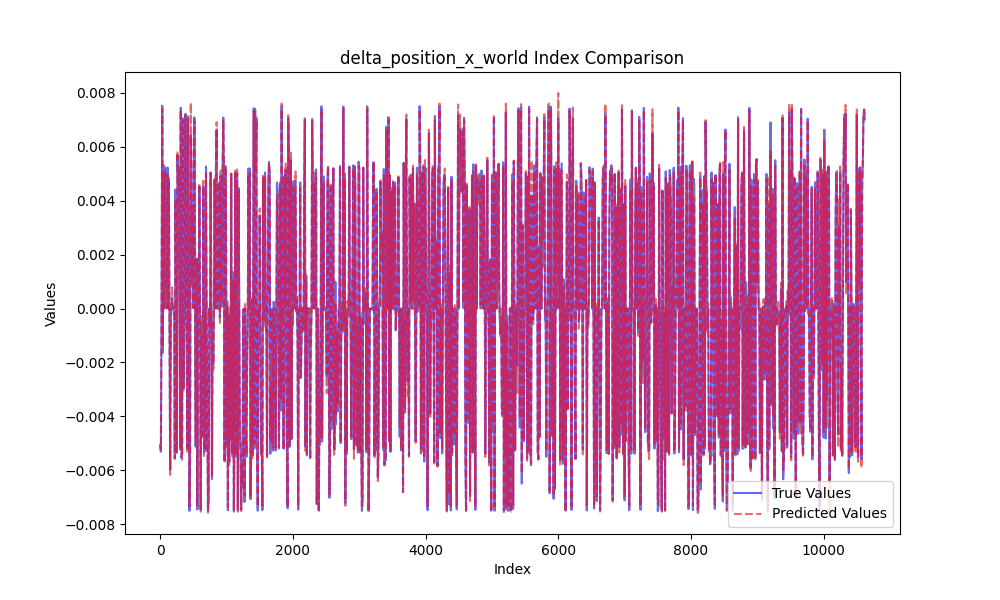 delta_position_x_world Index Comparison
Values
0.008
0.006
0.004
0.002
0.000
−0.002
−0.004
−0.006
−0.008
True Values
Predicted Values
0 2000 4000 6000 8000 10000
Index